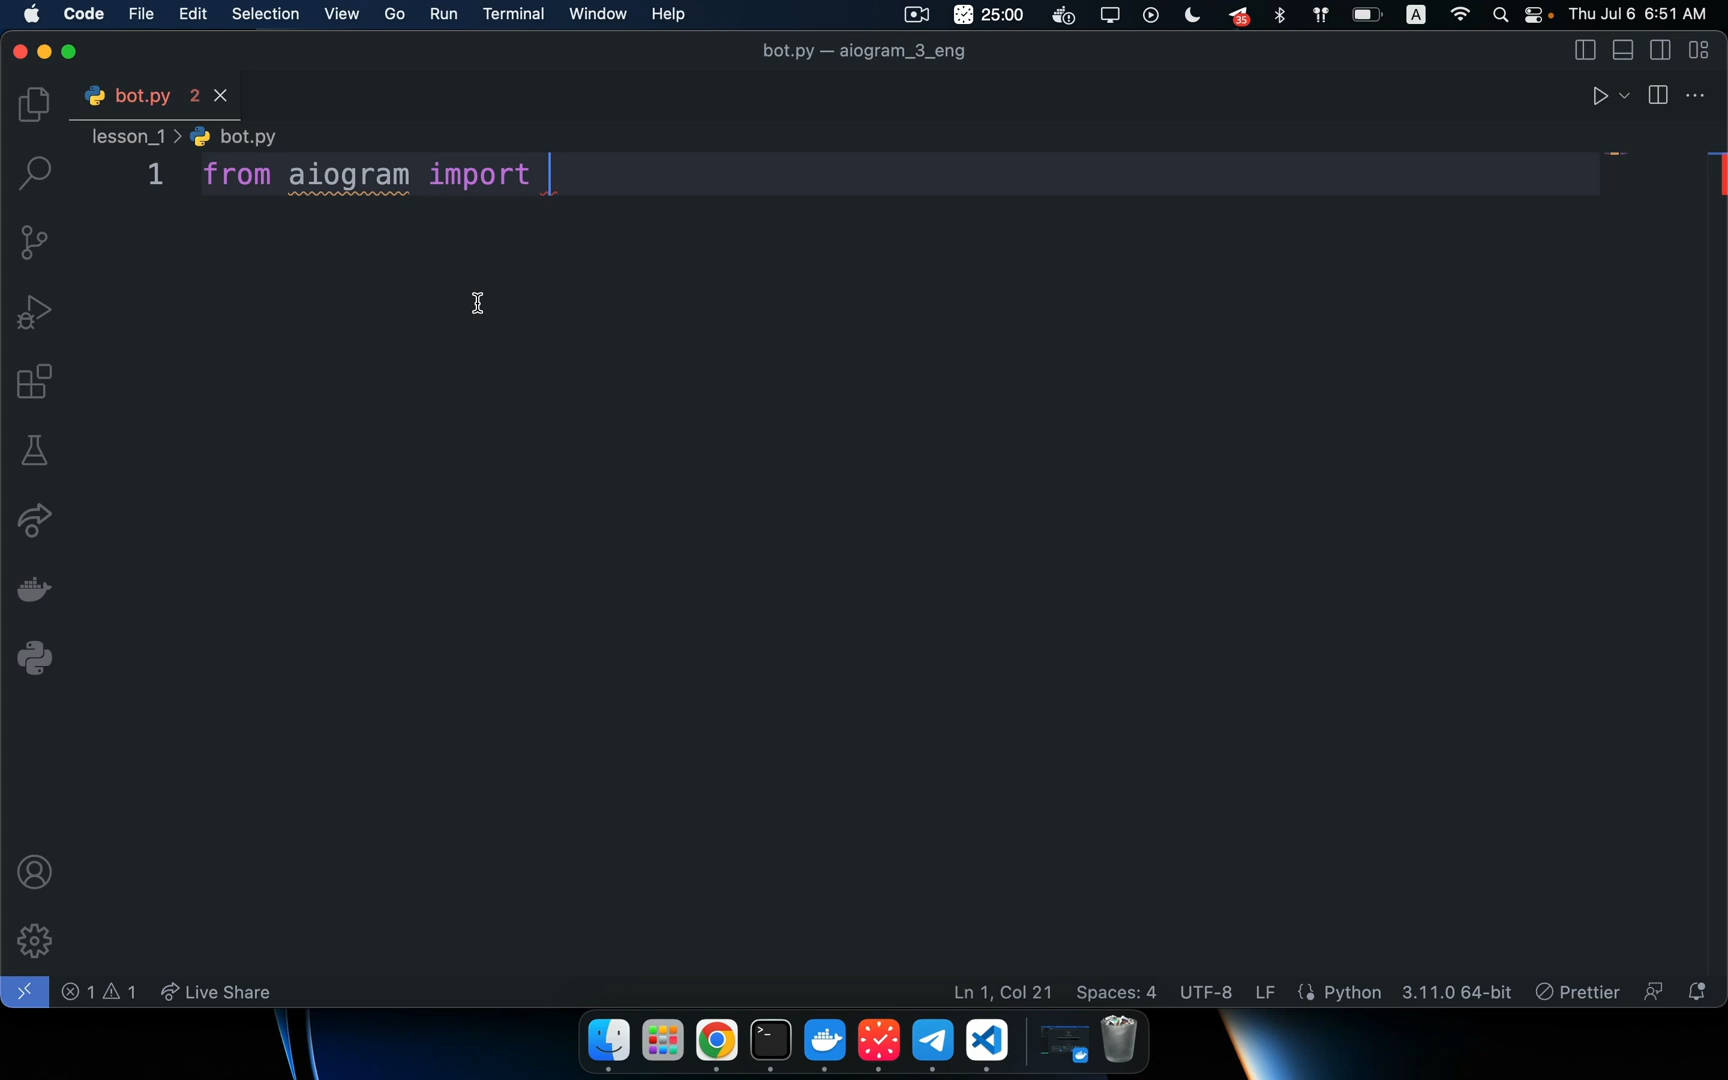 Code File Edit Selection View Go Run Terminal Window Help 25:00 35 A Thu Jul 6 6:51 AM
bot.py — aiogram_3_eng
bot.py 2
lesson_1 > bot.py
1 from aiogram import
1 1 Live Share Ln 1, Col 21 Spaces: 4 UTF-8 LF Python 3.11.0 64-bit Prettier